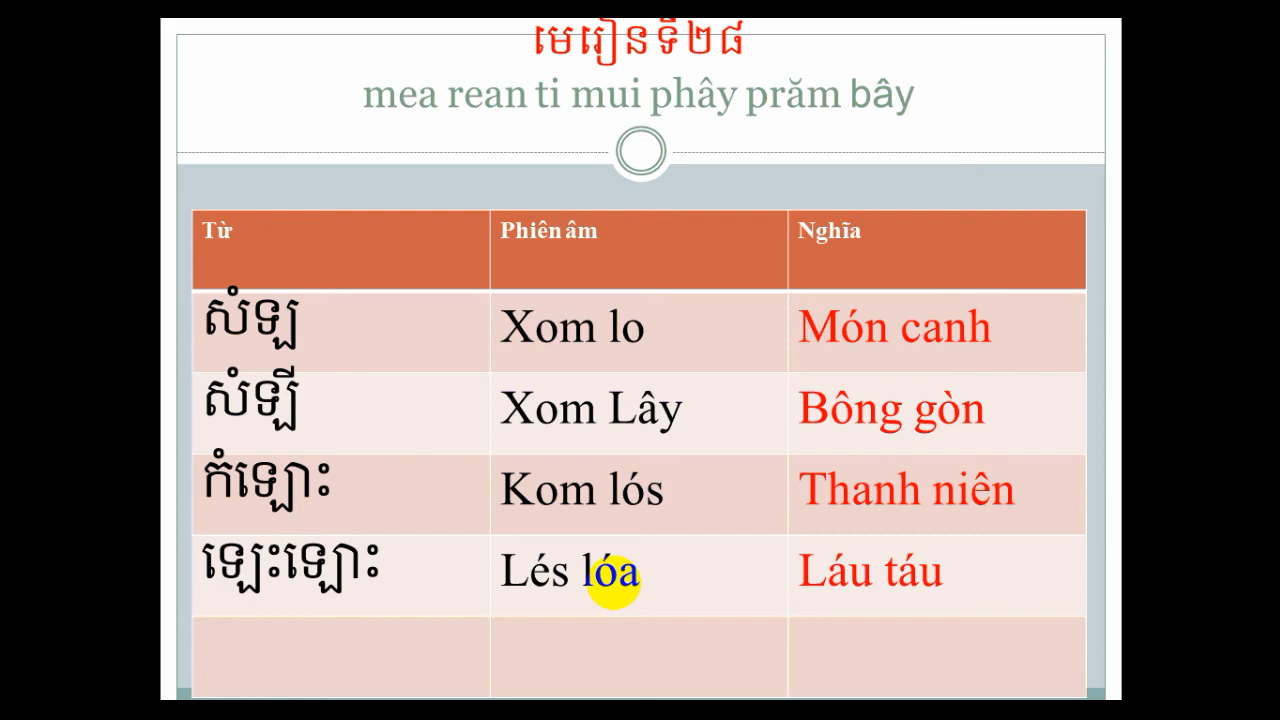 មេរៀនទី២៨
mea rean ti mui phây prăm bây
Từ Phiên âm Nghĩa
សំឡ Xom lo Món canh
សំឡី Xom Lây Bông gòn
កំឡោះ Kom lós Thanh niên
ឡេះឡោះ Lés lóa Láu táu